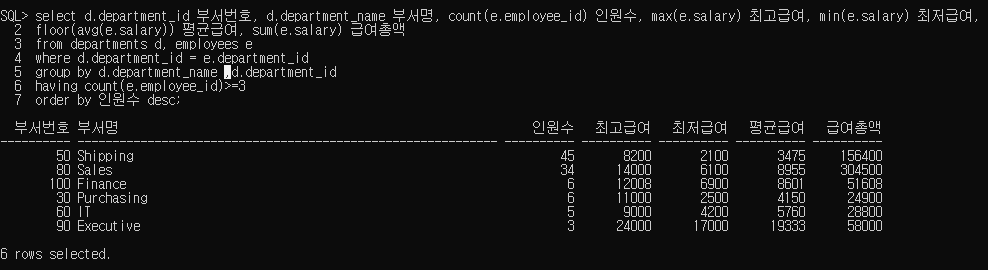 SQL> select d.department_id 부서번호, d.department_name 부서명, count(e.employee_id) 인원수, max(e.salary) 최고급여, min(e.salary) 최저급여,
2 floor(avg(e.salary)) 평균급여, sum(e.salary) 급여총액
3 from departments d, employees e
4 where d.department_id = e.department_id
5 group by d.department_name ,d.department_id
6 having count(e.employee_id)>=3
7 order by 인원수 desc;
부서번호 부서명 인원수 최고급여 최저급여 평균급여 급여총액
---------- ------------------------------------------------------------ ---------- ---------- ---------- ---------- ----------
50 Shipping 45 8200 2100 3475 156400
80 Sales 34 14000 6100 8955 304500
100 Finance 6 12008 6900 8601 51608
30 Purchasing 6 11000 2500 4150 24900
60 IT 5 9000 4200 5760 28800
90 Executive 3 24000 17000 19333 58000
6 rows selected.